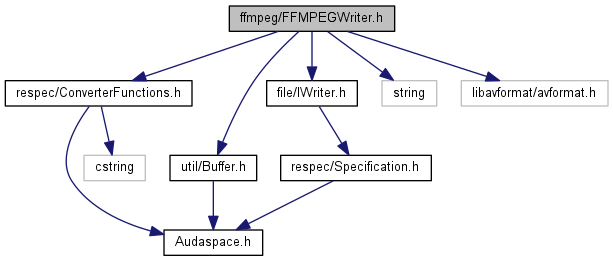 ffmpeg/FFMPEGWriter.h
respec/ConverterFunctions.h
file/IWriter.h
string
libavformat/avformat.h
cstring
util/Buffer.h
respec/Specification.h
Audaspace.h